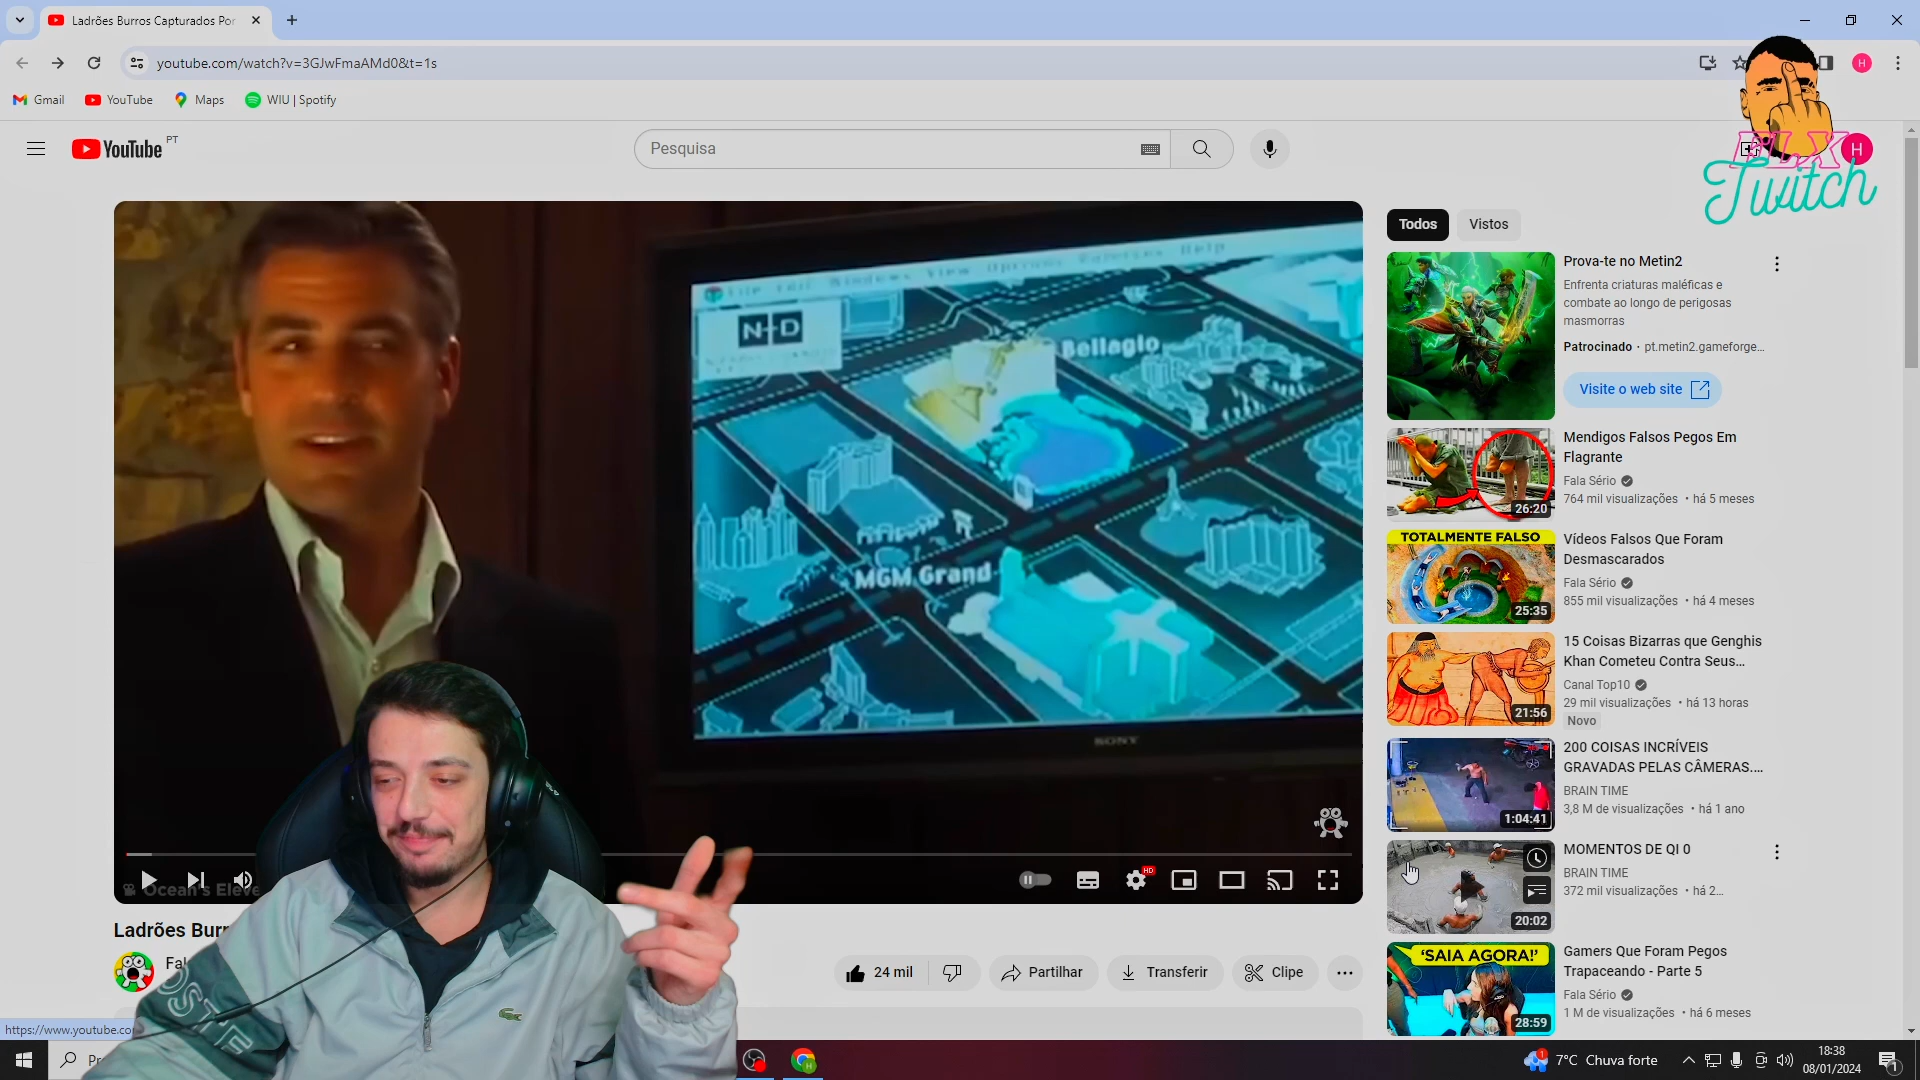 Ladrões Burros Capturados Por
youtube.com/watch?v=3GJwFmaAMd0&t=1s
Gmail
YouTube
Maps
WIU | Spotify
H
YouTube PT
Pesquisa
H
Twitch
N+D
Bellagio
MGM Grand
SONY
Ocean's Eleve
HD
Ladrões Burr
Fal
24 mil
Partilhar
Transferir
Clipe
Todos
Vistos
Prova-te no Metin2
Enfrenta criaturas maléficas e
combate ao longo de perigosas
masmorras
Patrocinado · pt.metin2.gameforge...
Visite o web site
26:20
Mendigos Falsos Pegos Em
Flagrante
Fala Sério
764 mil visualizações • há 5 meses
TOTALMENTE FALSO
25:35
Vídeos Falsos Que Foram
Desmascarados
Fala Sério
855 mil visualizações • há 4 meses
21:56
15 Coisas Bizarras que Genghis
Khan Cometeu Contra Seus...
Canal Top10
29 mil visualizações • há 13 horas
Novo
1:04:41
200 COISAS INCRÍVEIS
GRAVADAS PELAS CÂMERAS....
BRAIN TIME
3,8 M de visualizações • há 1 ano
20:02
MOMENTOS DE QI 0
BRAIN TIME
372 mil visualizações • há 2...
'SAIA AGORA!'
28:59
Gamers Que Foram Pegos
Trapaceando - Parte 5
Fala Sério
1 M de visualizações • há 6 meses
https://www.youtube.co
7°C Chuva forte
18:38
08/01/2024